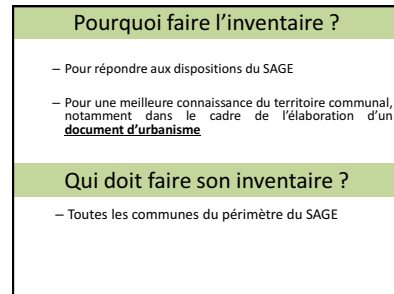 Pourquoi faire l’inventaire ?
– Pour répondre aux dispositions du SAGE
– Pour une meilleure connaissance du territoire communal,
notamment dans le cadre de l’élaboration d’un
document d’urbanisme
Qui doit faire son inventaire ?
– Toutes les communes du périmètre du SAGE